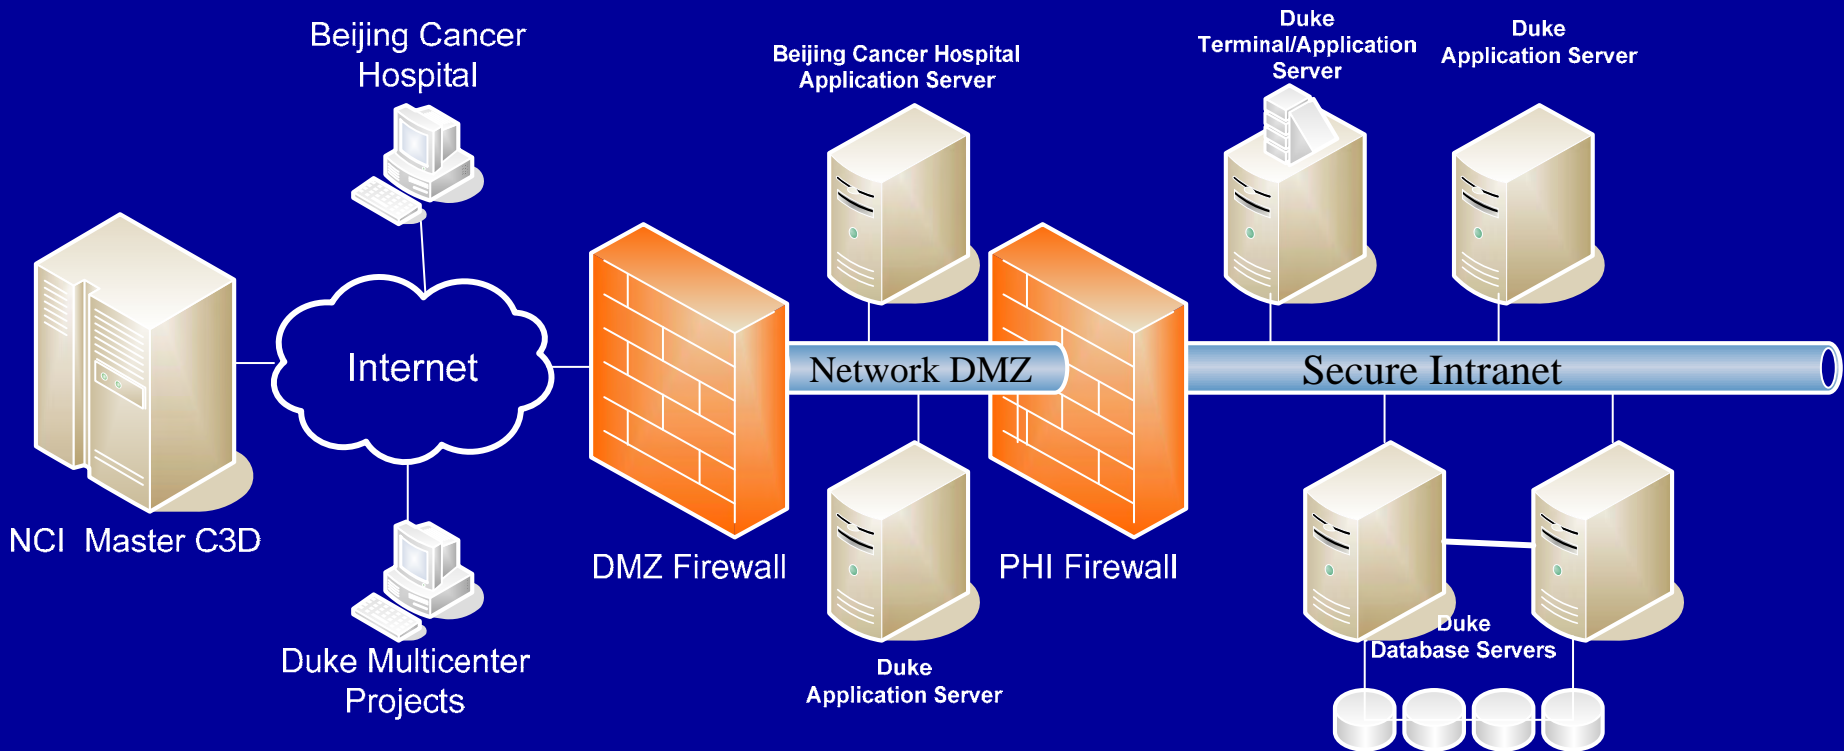 Beijing Cancer
Hospital
Beijing Cancer Hospital
Application Server
Duke
Terminal/Application
Server
Duke
Application Server
Internet
Network DMZ
Secure Intranet
NCI  Master C3D
DMZ Firewall
PHI Firewall
Duke Multicenter
Projects
Duke
Application Server
Duke
Database Servers